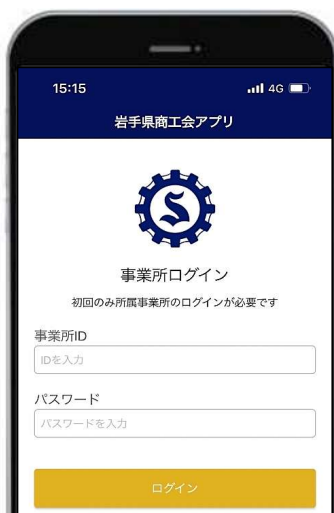 15:15
4G
岩手県商工会アプリ
S
事業所ログイン
初回のみ所属事業所のログインが必要です
事業所ID
IDを入力
パスワード
パスワードを入力
ログイン